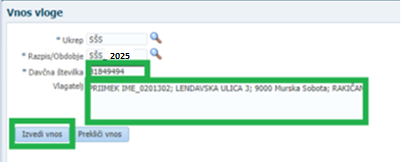 Vnos vloge
* Ukrep SŠS
* Razpis/Obdobje SŠS_ 2025
* Davčna številka 01849494
Vlagatelj PRIIMEK IME_0201302; LENDAVSKA ULICA 3; 9000 Murska Sobota; RAKIČAN
Izvedi vnos Prekliči vnos